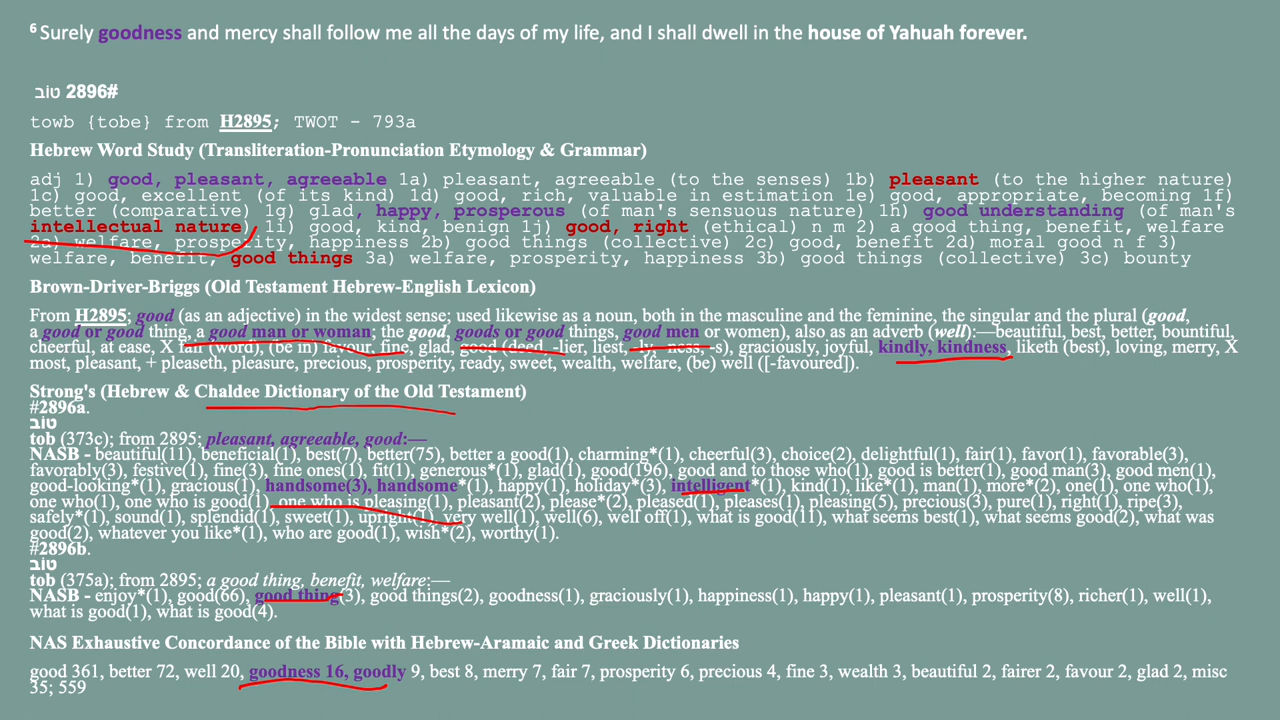 6 Surely goodness and mercy shall follow me all the days of my life, and I shall dwell in the house of Yahuah forever.
טוֹב 2896#
towb {tobe} from H2895; TWOT - 793a
Hebrew Word Study (Transliteration-Pronunciation Etymology & Grammar)
adj 1) good, pleasant, agreeable 1a) pleasant, agreeable (to the senses) 1b) pleasant (to the higher nature)
1c) good, excellent (of its kind) 1d) good, rich, valuable in estimation 1e) good, appropriate, becoming 1f)
better (comparative) 1g) glad, happy, prosperous (of man's sensuous nature) 1h) good understanding (of man's
intellectual nature) 1i) good, kind, benign 1j) good, right (ethical) n m 2) a good thing, benefit, welfare
2a) welfare, prosperity, happiness 2b) good things (collective) 2c) good, benefit 2d) moral good n f 3)
welfare, benefit, good things 3a) welfare, prosperity, happiness 3b) good things (collective) 3c) bounty
Brown-Driver-Briggs (Old Testament Hebrew-English Lexicon)
From H2895; good (as an adjective) in the widest sense; used likewise as a noun, both in the masculine and the feminine, the singular and the plural (good,
a good or good thing, a good man or woman; the good, goods or good things, good men or women), also as an adverb (well):—beautiful, best, better, bountiful,
cheerful, at ease, X fair (word), (be in) favour, fine, glad, good (deed, -lier, liest, -ly, -ness, -s), graciously, joyful, kindly, kindness, liketh (best), loving, merry, X
most, pleasant, + pleaseth, pleasure, precious, prosperity, ready, sweet, wealth, welfare, (be) well ([-favoured]).
Strong's (Hebrew & Chaldee Dictionary of the Old Testament)
#2896a.
טוֹב
tob (373c); from 2895; pleasant, agreeable, good:—
NASB - beautiful(11), beneficial(1), best(7), better(75), better a good(1), charming*(1), cheerful(3), choice(2), delightful(1), fair(1), favor(1), favorable(3),
favorably(3), festive(1), fine(3), fine ones(1), fit(1), generous*(1), glad(1), good(196), good and to those who(1), good is better(1), good man(3), good men(1),
good-looking*(1), gracious(1), handsome(3), handsome*(1), happy(1), holiday*(3), intelligent*(1), kind(1), like*(1), man(1), more*(2), one(1), one who(1),
one who(1), one who is good(1), one who is pleasing(1), pleasant(2), please*(2), pleased(1), pleases(1), pleasing(5), precious(3), pure(1), right(1), ripe(3),
safely*(1), sound(1), splendid(1), sweet(1), upright(1), very well(1), well(6), well off(1), what is good(11), what seems best(1), what seems good(2), what was
good(2), whatever you like*(1), who are good(1), wish*(2), worthy(1).
#2896b.
טוֹב
tob (375a); from 2895; a good thing, benefit, welfare:—
NASB - enjoy*(1), good(66), good thing(3), good things(2), goodness(1), graciously(1), happiness(1), happy(1), pleasant(1), prosperity(8), richer(1), well(1),
what is good(1), what is good(4).
NAS Exhaustive Concordance of the Bible with Hebrew-Aramaic and Greek Dictionaries
good 361, better 72, well 20, goodness 16, goodly 9, best 8, merry 7, fair 7, prosperity 6, precious 4, fine 3, wealth 3, beautiful 2, fairer 2, favour 2, glad 2, misc
35; 559